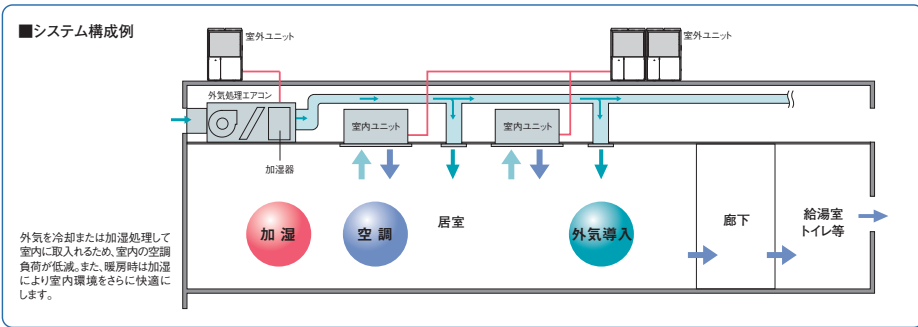 ■システム構成例
室外ユニット
室外ユニット
外気処理エアコン
室内ユニット
室内ユニット
加湿器
加湿
空調
居室
外気導入
廊下
給湯室
トイレ等
外気を冷却または加湿処理して
室内に取入れるため、室内の空調
負荷が低減。また、暖房時は加湿
により室内環境をさらに快適に
します。